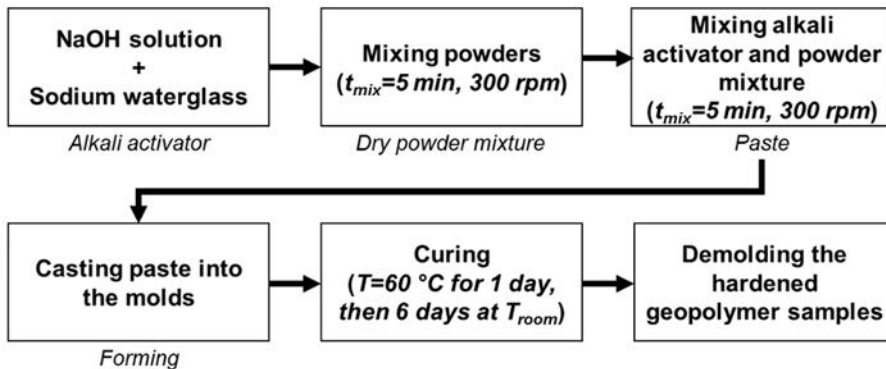 NaOH solution
+
Sodium waterglass
Alkali activator
Mixing powders
(tmix=5 min, 300 rpm)
Dry powder mixture
Mixing alkali
activator and powder
mixture
(tmix=5 min, 300 rpm)
Paste
Casting paste into
the molds
Forming
Curing
(T=60 °C for 1 day,
then 6 days at Troom)
Demolding the
hardened
geopolymer samples